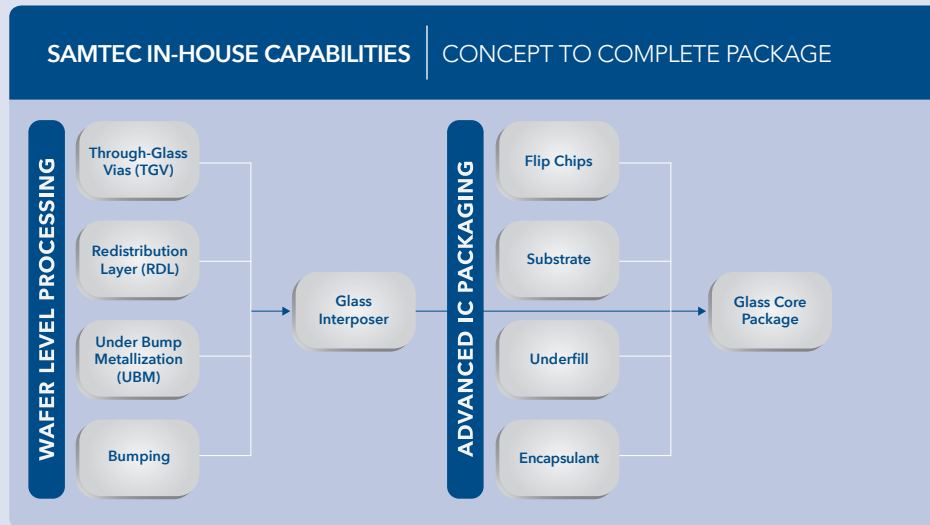 SAMTEC IN-HOUSE CAPABILITIES | CONCEPT TO COMPLETE PACKAGE
WAFER LEVEL PROCESSING
Through-Glass
Vias (TGV)
Redistribution
Layer (RDL)
Under Bump
Metallization
(UBM)
Bumping
Glass
Interposer
ADVANCED IC PACKAGING
Flip Chips
Substrate
Underfill
Encapsulant
Glass Core
Package